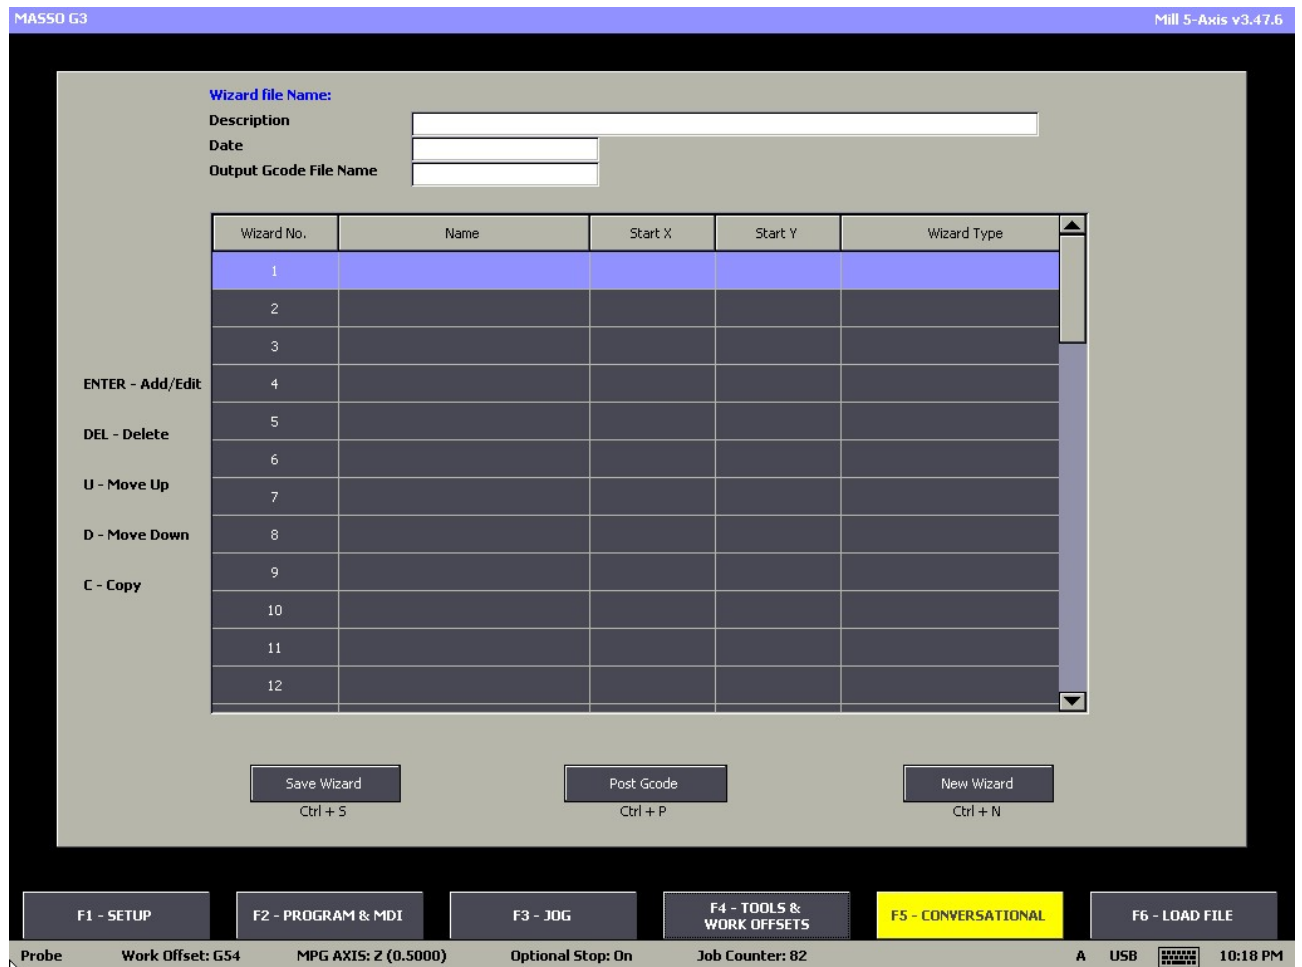 MASSO G3 Mill 5-Axis v3.47.6
Wizard file Name:
Description
Date
Output Gcode File Name
Wizard No. Name Start X Start Y Wizard Type
1
2
3
ENTER - Add/Edit 4
5
DEL - Delete
6
U - Move Up
7
D - Move Down 8
9
C - Copy
10
11
12
Save Wizard Post Gcode New Wizard
Ctrl + S Ctrl + P Ctrl + N
F1 - SETUP F2 - PROGRAM & MDI F3 - JOG F4 - TOOLS & WORK OFFSETS F5 - CONVERSATIONAL F6 - LOAD FILE
Probe Work Offset: G54 MPG AXIS: Z (0.5000) Optional Stop: On Job Counter: 82 A USB 10:18 PM